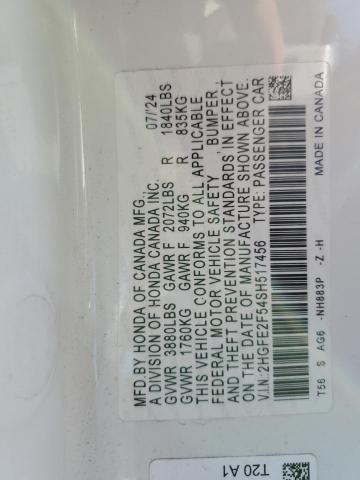 MFD.BY HONDA OF CANADA MFG.,
A DIVISION OF HONDA CANADA INC. 07/24
GVWR 3880LBS GAWR F 2072LBS R 1840LBS
GVWR 1760KG GAWR F 940KG R 835KG
THIS VEHICLE CONFORMS TO ALL APPLICABLE
FEDERAL MOTOR VEHICLE SAFETY, BUMPER,
THEFT PREVENTION STANDARDS IN EFFECT
ON THE DATE OF MANUFACTURE SHOWN ABOVE.
V.I.N.:2HGFE2F54SH517456 TYPE: PASSENGER CAR
T56 S AG6 -NH883P -Z -H MADE IN CANADA
T20 A1